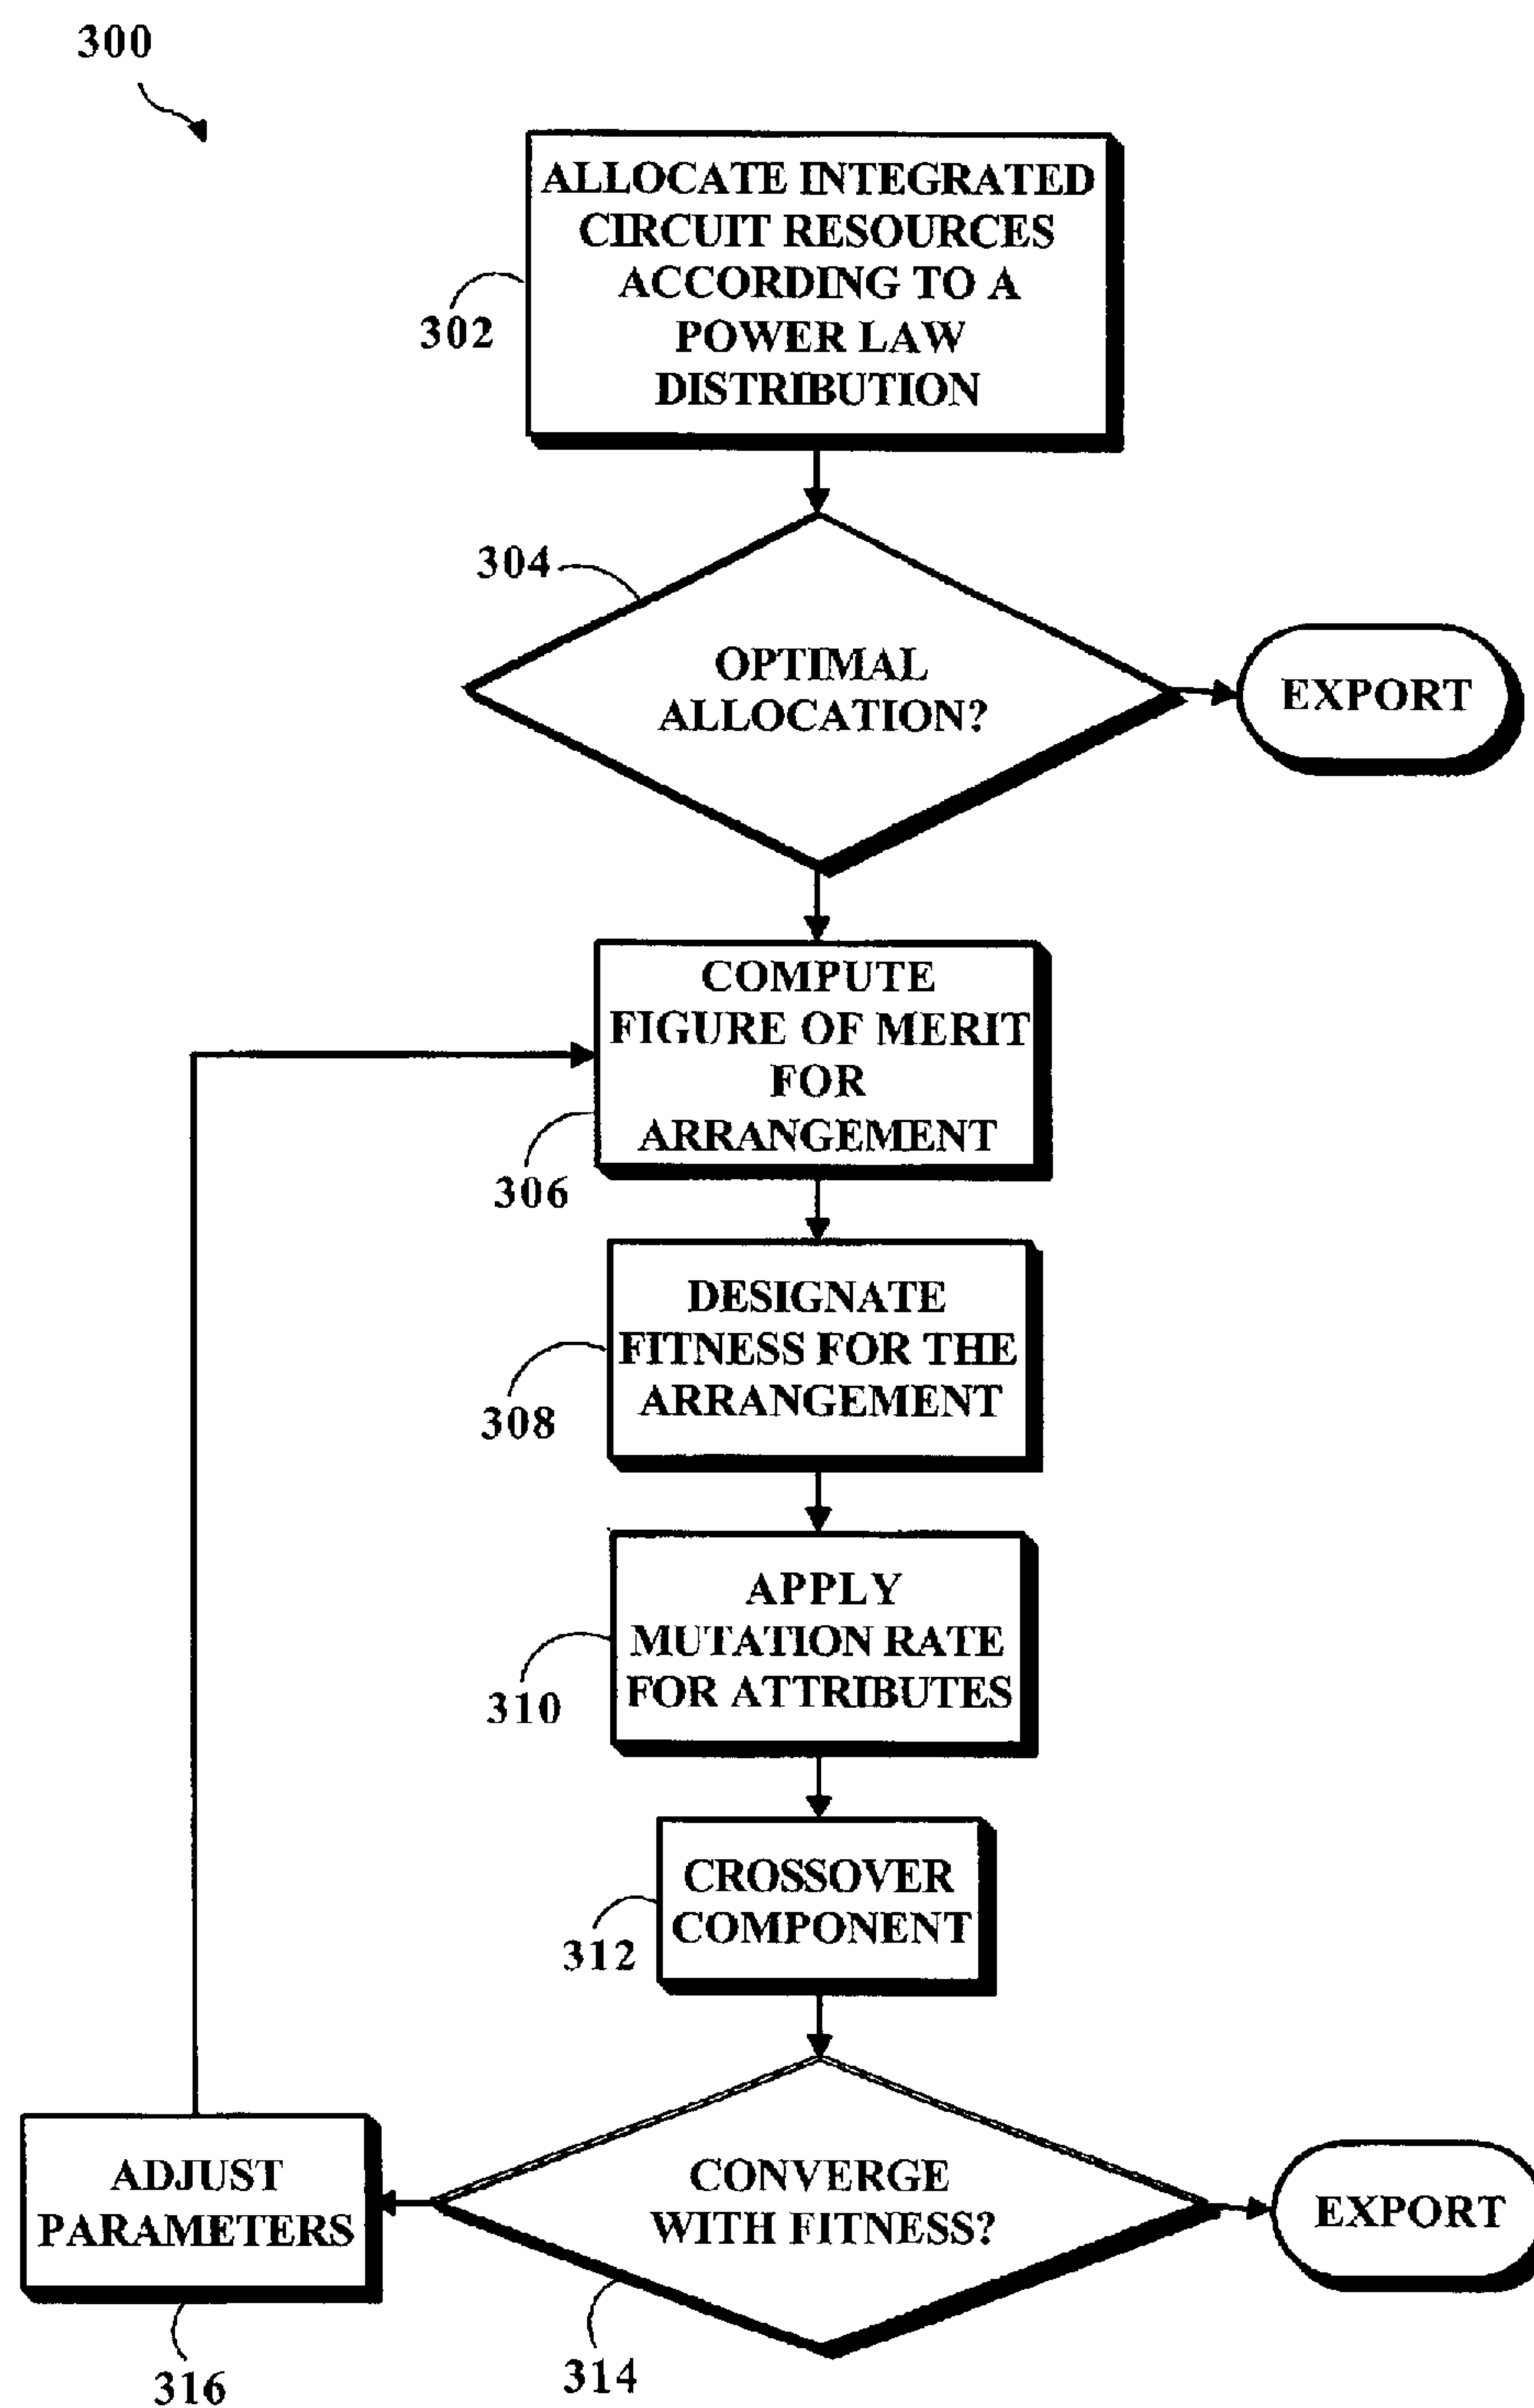 300
ALLOCATE INTEGRATED
CIRCUIT RESOURCES
ACCORDING TO A
POWER LAW
DISTRIBUTION
302
304
OPTIMAL
ALLOCATION?
EXPORT
COMPUTE
FIGURE OF MERIT
FOR
ARRANGEMENT
306
DESIGNATE
FITNESS FOR THE
ARRANGEMENT
308
APPLY
MUTATION RATE
FOR ATTRIBUTES
310
CROSSOVER
COMPONENT
312
ADJUST
PARAMETERS
CONVERGE
WITH FITNESS?
EXPORT
316
314